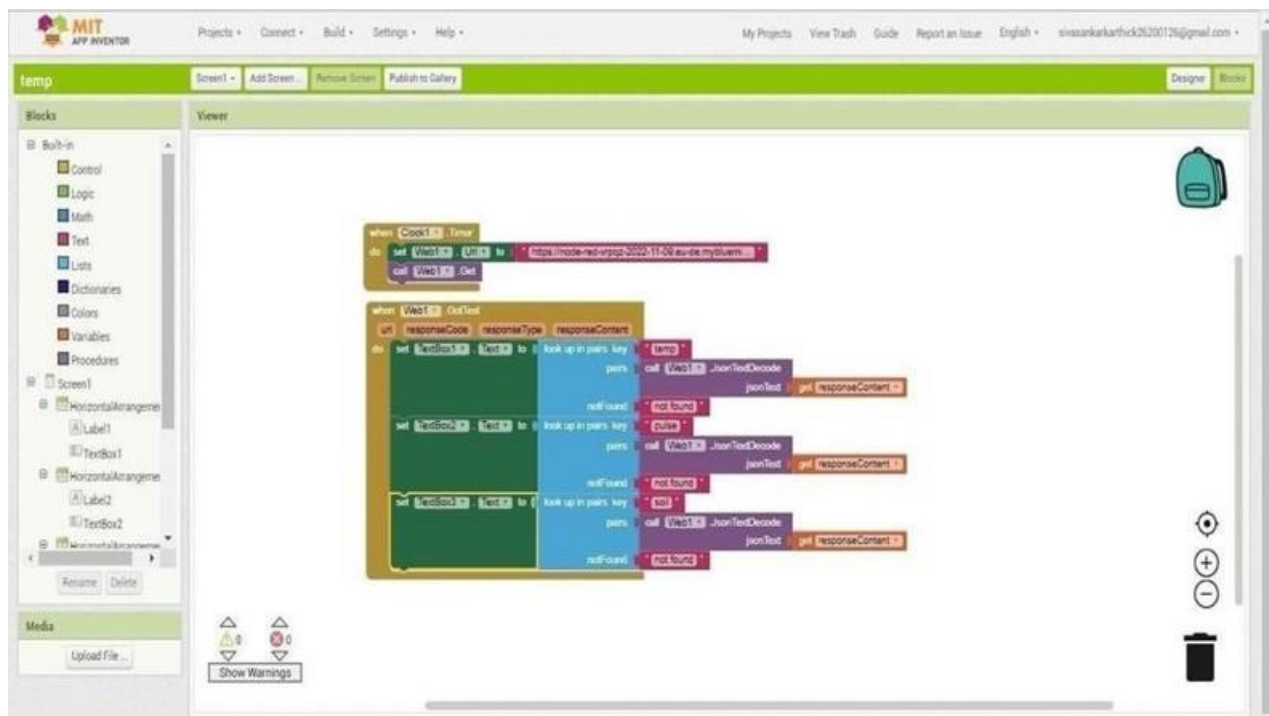 MIT
APP INVENTOR
Projects Connect Build Settings Help My Projects View Trash Guide Report an Issue English sivasankarkarthick26200126@gmail.com
temp Screen1 Add Screen ... Remove Screen Publish to Gallery Designer Blocks
Blocks Viewer
Built-in
Control
Logic
Math
Text
Lists
Dictionaries
Colors
Variables
Procedures
Screen1
HorizontalArrangeme
Label1
TextBox1
HorizontalArrangeme
Label2
TextBox2
HorizontalArrangeme
Rename Delete
Media
Upload File ...
when Clock1 .Timer
do set Web1 . Url to
call Web1 .Get
when Web1 .GotText
url responseCode responseType responseContent
do set TextBox1 . Text to look up in pairs key " temp "
pairs call Web1 .JsonTextDecode
jsonText get responseContent
notFound " not found "
set TextBox2 . Text to look up in pairs key " pulse "
pairs call Web1 .JsonTextDecode
jsonText get responseContent
notFound " not found "
set TextBox3 . Text to look up in pairs key " soil "
pairs call Web1 .JsonTextDecode
jsonText get responseContent
notFound " not found "
0 0
Show Warnings